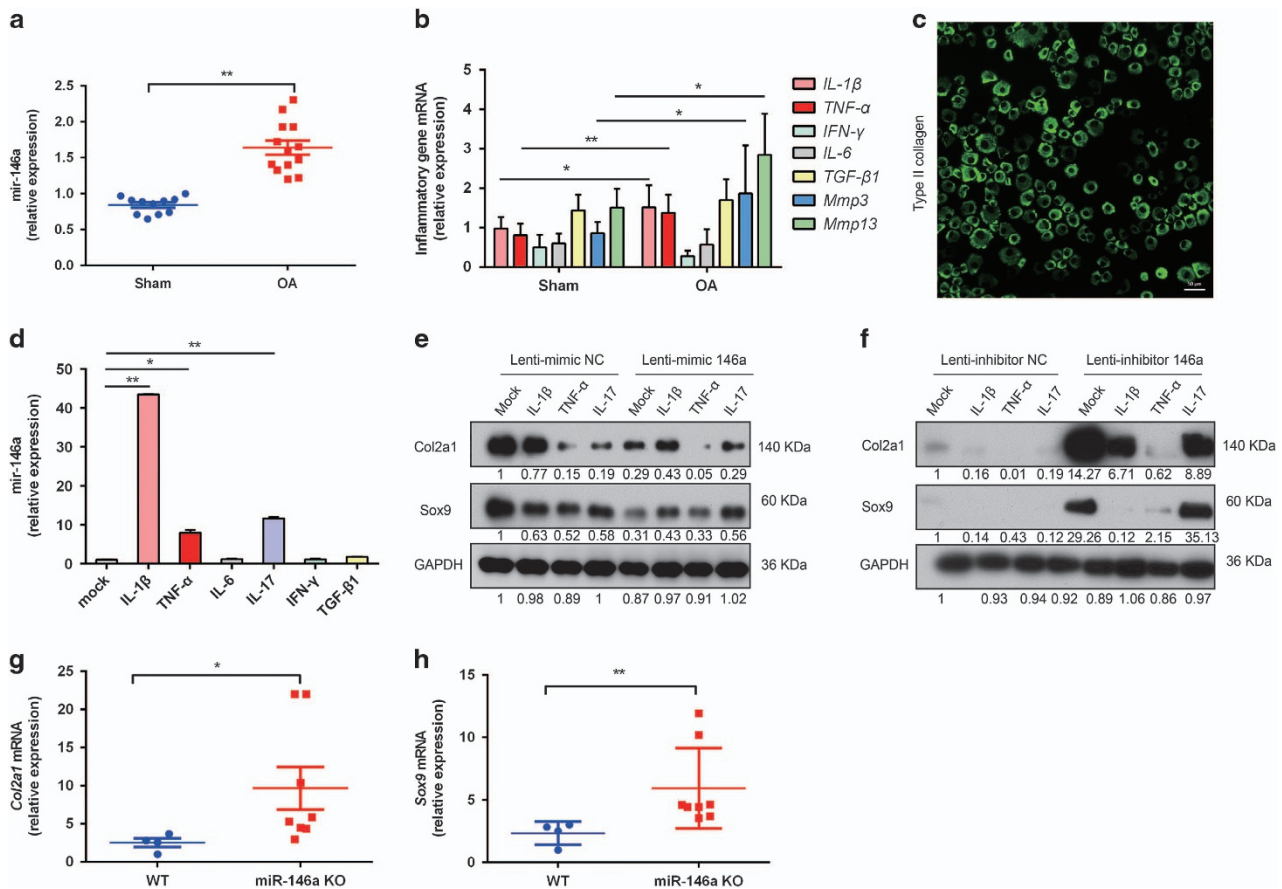 a
**
mir-146a
(relative expression)
2.5
2.0
1.5
1.0
0.5
0.0
Sham
OA
b
Inflammatory gene mRNA
(relative expression)
5
4
3
2
1
0
*
*
**
*
Sham
OA
IL-1β
TNF-α
IFN-γ
IL-6
TGF-β1
Mmp3
Mmp13
c
Type II collagen
50 μm
d
mir-146a
(relative expression)
50
40
30
20
10
0
**
*
**
mock
IL-1β
TNF-α
IL-6
IL-17
IFN-γ
TGF-β1
e
Lenti-mimic NC
Lenti-mimic 146a
Mock
IL-1β
TNF-α
IL-17
Mock
IL-1β
TNF-α
IL-17
Col2a1
140 KDa
1 0.77 0.15 0.19 0.29 0.43 0.05 0.29
Sox9
60 KDa
1 0.63 0.52 0.58 0.31 0.43 0.33 0.56
GAPDH
36 KDa
1 0.98 0.89 1 0.87 0.97 0.91 1.02
f
Lenti-inhibitor NC
Lenti-inhibitor 146a
Mock
IL-1β
TNF-α
IL-17
Mock
IL-1β
TNF-α
IL-17
Col2a1
140 KDa
1 0.16 0.01 0.19 14.27 6.71 0.62 8.89
Sox9
60 KDa
1 0.14 0.43 0.12 29.26 0.12 2.15 35.13
GAPDH
36 KDa
1 0.93 0.94 0.92 0.89 1.06 0.86 0.97
g
*
Col2a1 mRNA
(relative expression)
25
20
15
10
5
0
WT
miR-146a KO
h
**
Sox9 mRNA
(relative expression)
15
10
5
0
WT
miR-146a KO